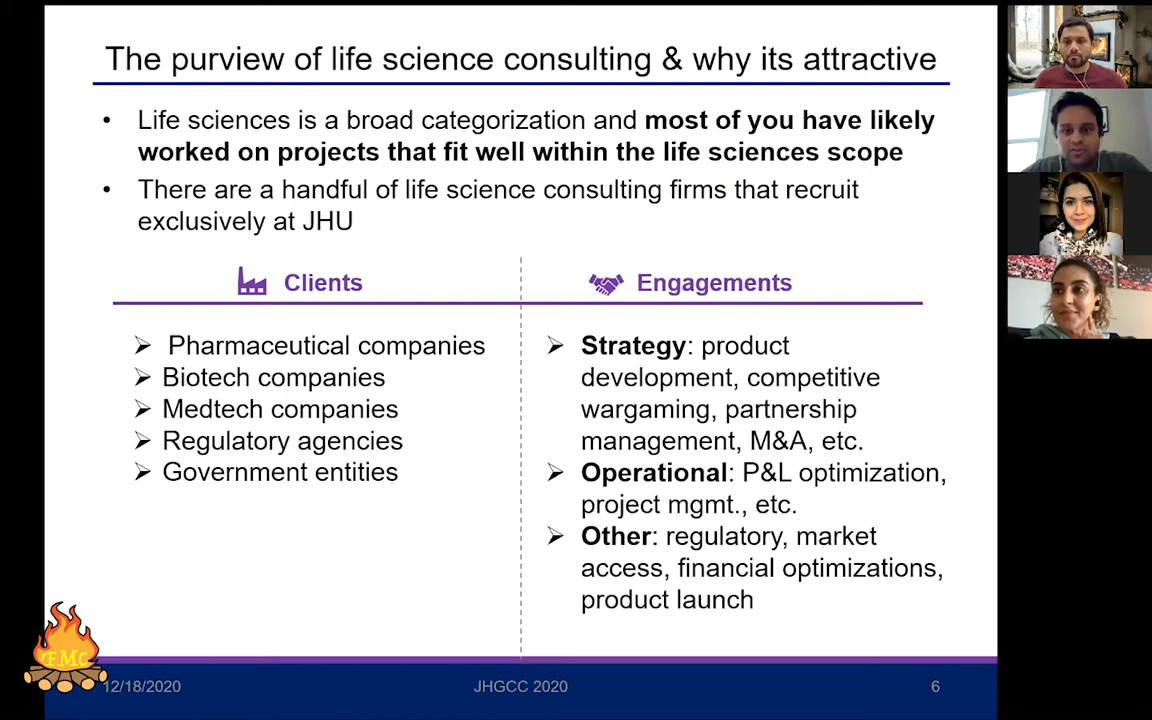 The purview of life science consulting & why its attractive
• Life sciences is a broad categorization and most of you have likely
worked on projects that fit well within the life sciences scope
• There are a handful of life science consulting firms that recruit
exclusively at JHU
Clients
➢ Pharmaceutical companies
➢ Biotech companies
➢ Medtech companies
➢ Regulatory agencies
➢ Government entities
Engagements
➢ Strategy: product
development, competitive
wargaming, partnership
management, M&A, etc.
➢ Operational: P&L optimization,
project mgmt., etc.
➢ Other: regulatory, market
access, financial optimizations,
product launch
FMC
12/18/2020
JHGCC 2020
6